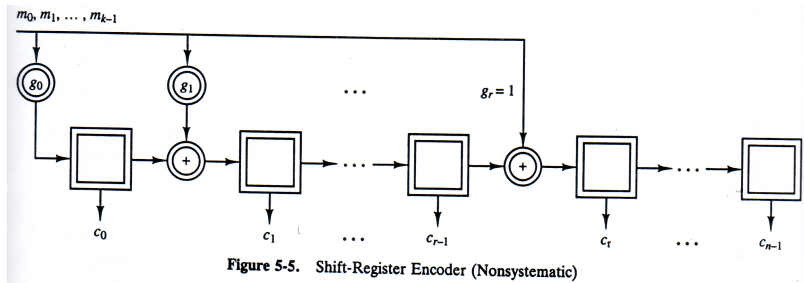 m0, m1, ... , mk−1
g0
g1
...
gr = 1
+
...
+
...
c0
c1
...
cr−1
cr
...
cn−1
Figure 5-5. Shift-Register Encoder (Nonsystematic)